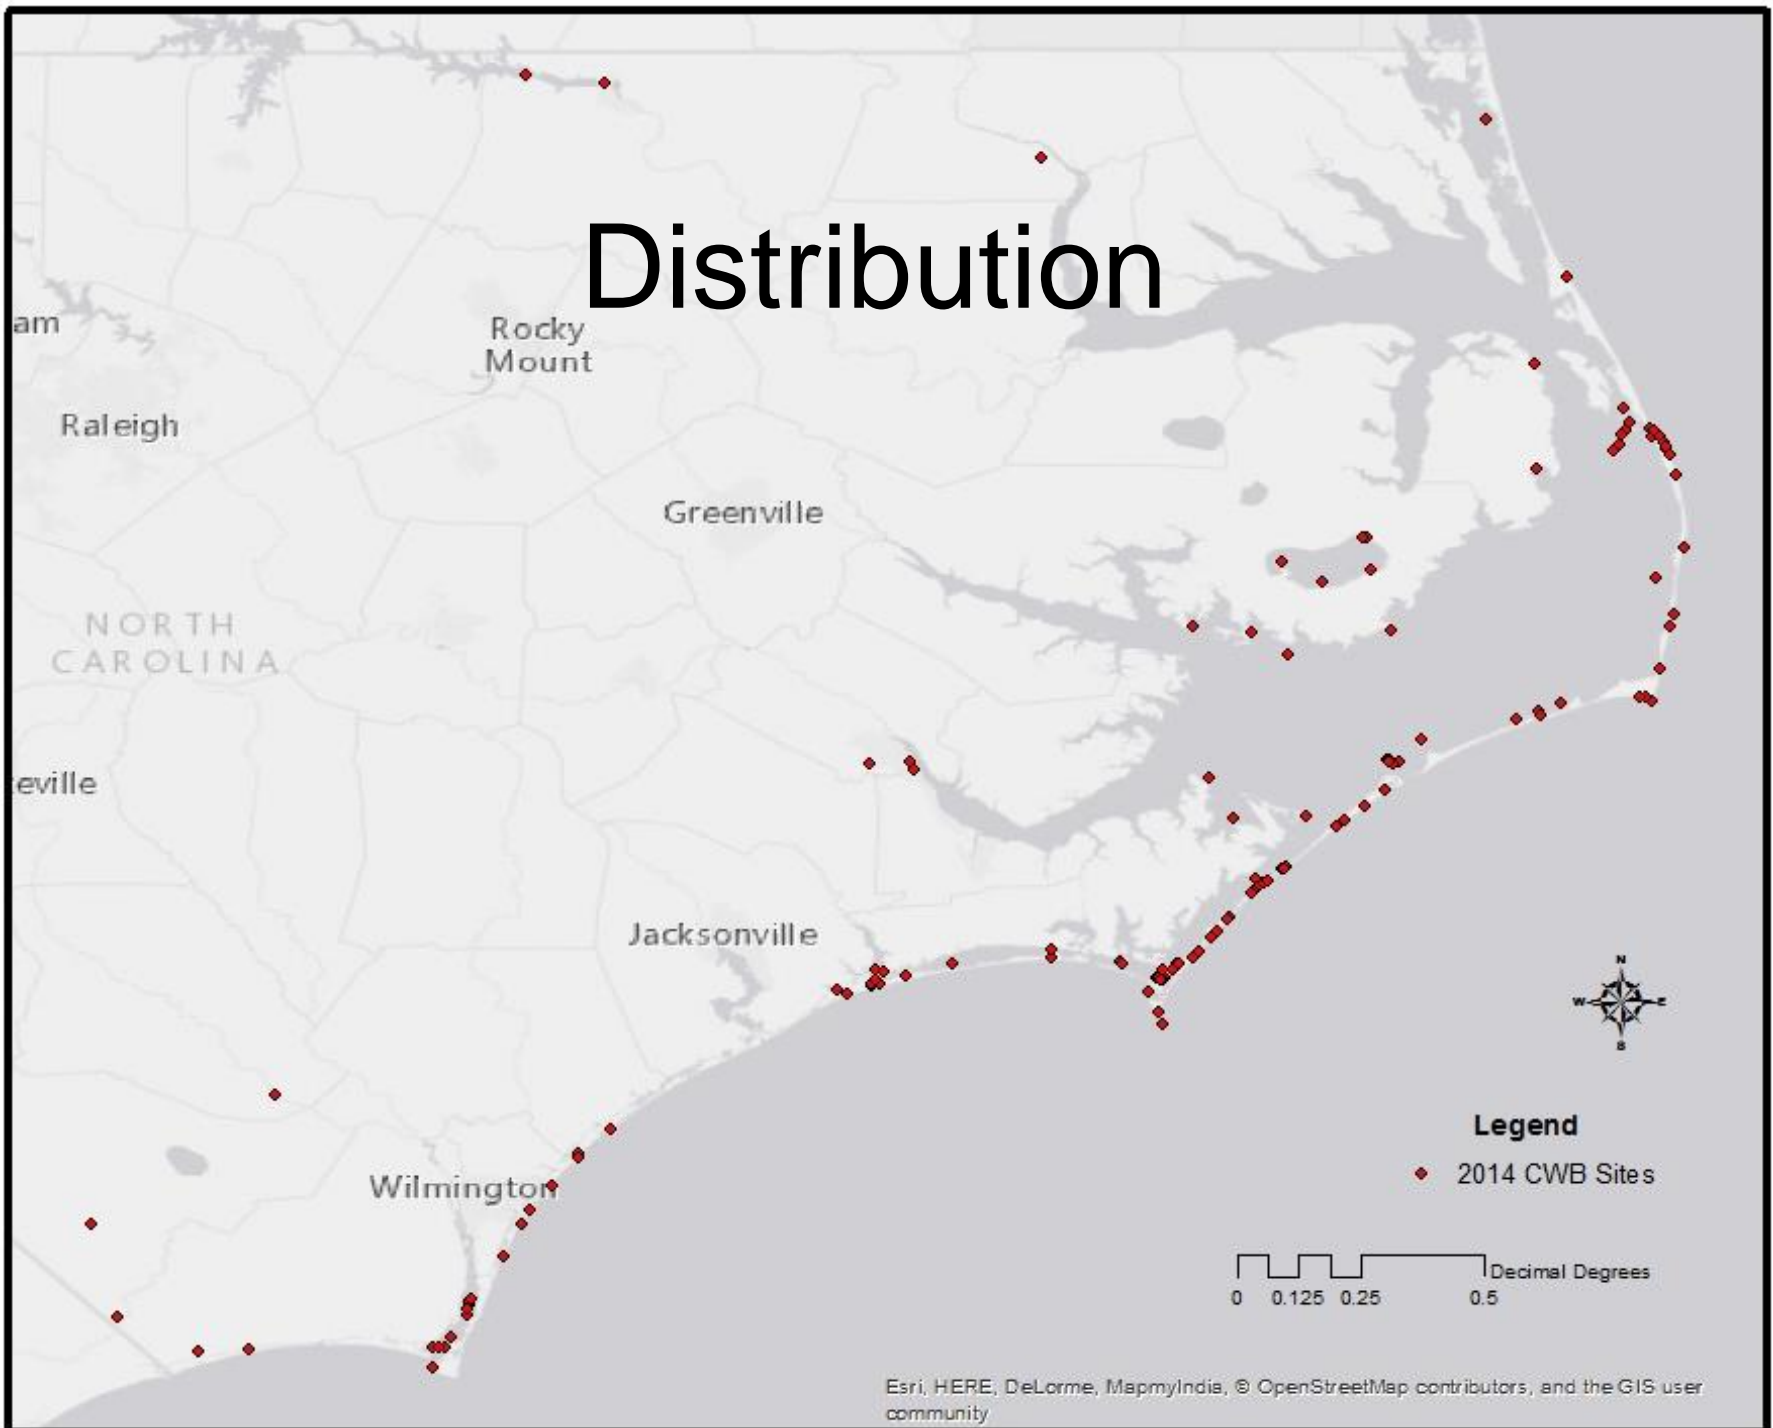 Distribution
am
Rocky
Mount
Raleigh
Greenville
NORTH
CAROLINA
eville
Jacksonville
N
W
E
S
Legend
2014 CWB Sites
Wilmington
Decimal Degrees
0 0.125 0.25 0.5
Esri, HERE, DeLorme, MapmyIndia, © OpenStreetMap contributors, and the GIS user
community